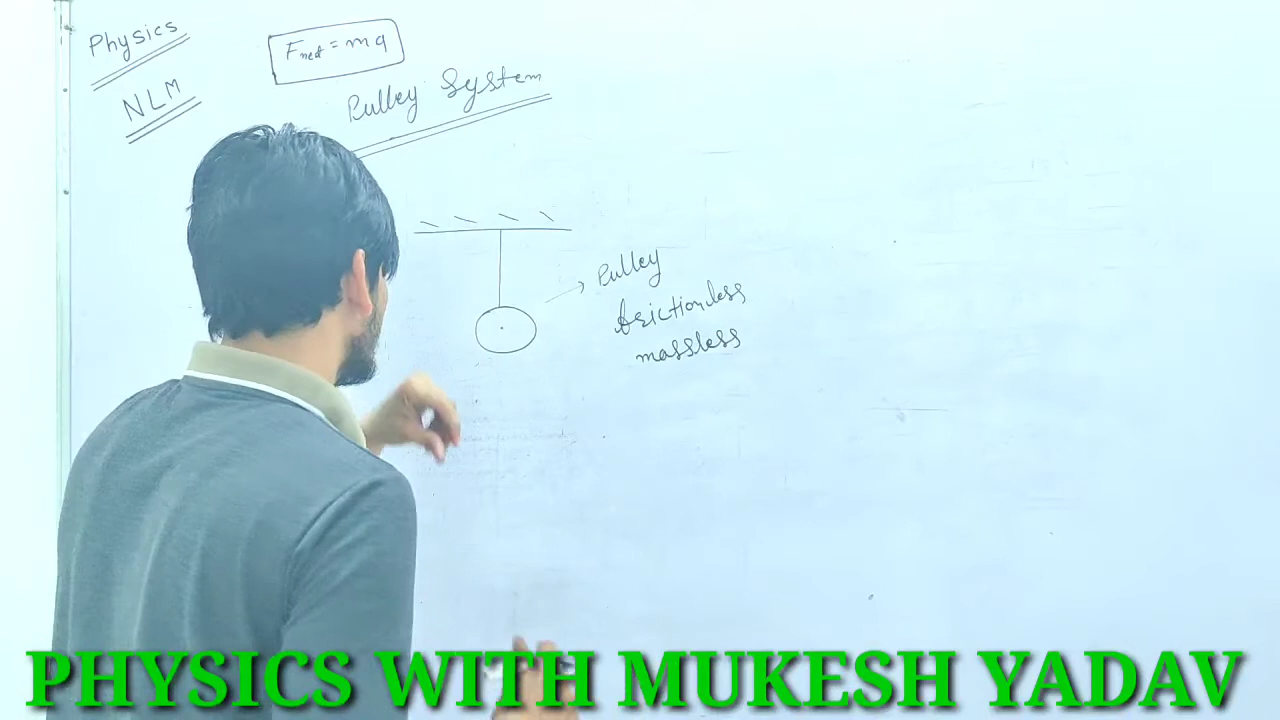 Physics
NLM
Fnet = ma
Pulley System
Pulley
frictionless
massless
PHYSICS WITH MUKESH YADAV